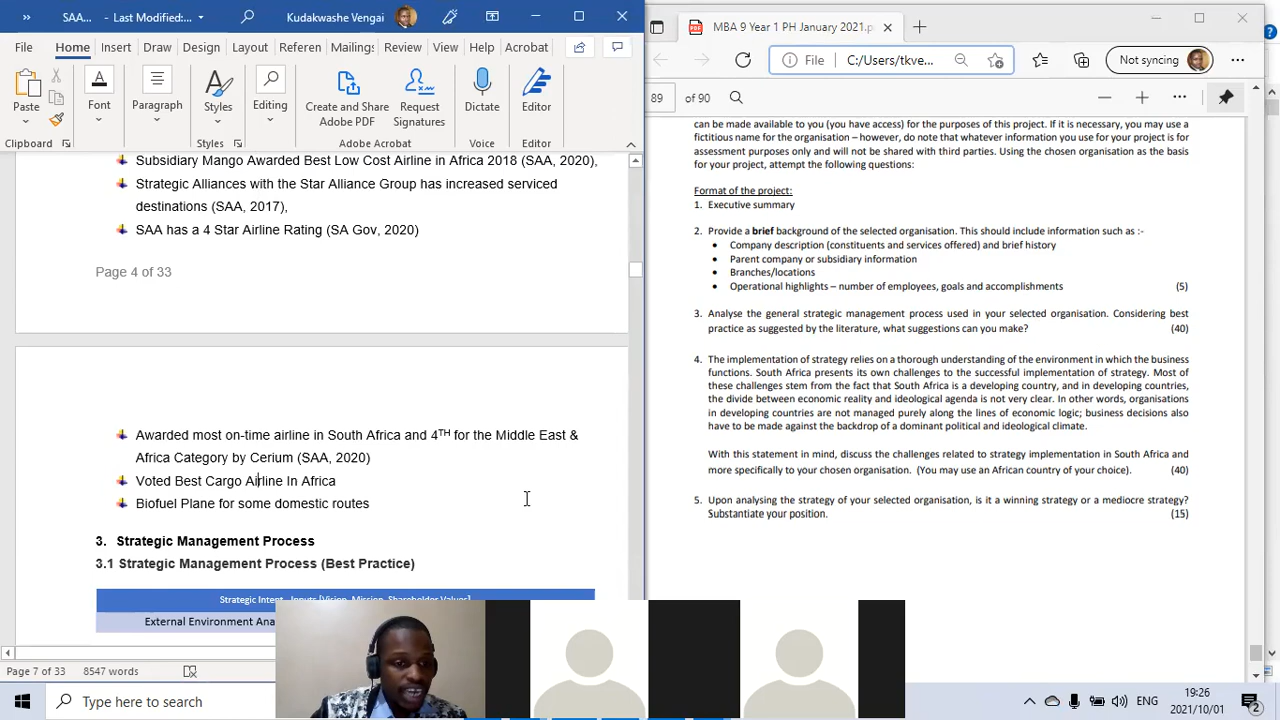 SAA... - Last Modified: ...
Kudakwashe Vengai
File Home Insert Draw Design Layout Referen Mailings Review View Help Acrobat
Paste
Font
Paragraph
Styles
Editing
Create and Share
Adobe PDF
Request
Signatures
Dictate
Editor
Clipboard
Styles
Voice
Editor
Subsidiary Mango Awarded Best Low Cost Airline in Africa 2018 (SAA, 2020),
Strategic Alliances with the Star Alliance Group has increased serviced
destinations (SAA, 2017),
SAA has a 4 Star Airline Rating (SA Gov, 2020)
Page 4 of 33
Awarded most on-time airline in South Africa and 4TH for the Middle East &
Africa Category by Cerium (SAA, 2020)
Voted Best Cargo Airline In Africa
Biofuel Plane for some domestic routes
3. Strategic Management Process
3.1 Strategic Management Process (Best Practice)
Strategic Intent - Inputs [Vision, Mission, Shareholder Values]
External Environment Ana
Page 7 of 33 8547 words
Type here to search
MBA 9 Year 1 PH January 2021.p
File C:/Users/tkve...
Not syncing
89 of 90
can be made available to you (you have access) for the purposes of this project. If it is necessary, you may use a
fictitious name for the organisation – however, do note that whatever information you use for your project is for
assessment purposes only and will not be shared with third parties. Using the chosen organisation as the basis
for your project, attempt the following questions:
Format of the project:
1. Executive summary
2. Provide a brief background of the selected organisation. This should include information such as :-
• Company description (constituents and services offered) and brief history
• Parent company or subsidiary information
• Branches/locations
• Operational highlights – number of employees, goals and accomplishments (5)
3. Analyse the general strategic management process used in your selected organisation. Considering best
practice as suggested by the literature, what suggestions can you make? (40)
4. The implementation of strategy relies on a thorough understanding of the environment in which the business
functions. South Africa presents its own challenges to the successful implementation of strategy. Most of
these challenges stem from the fact that South Africa is a developing country, and in developing countries,
the divide between economic reality and ideological agenda is not very clear. In other words, organisations
in developing countries are not managed purely along the lines of economic logic; business decisions also
have to be made against the backdrop of a dominant political and ideological climate.
With this statement in mind, discuss the challenges related to strategy implementation in South Africa and
more specifically to your chosen organisation. (You may use an African country of your choice). (40)
5. Upon analysing the strategy of your selected organisation, is it a winning strategy or a mediocre strategy?
Substantiate your position. (15)
ENG
19:26
2021/10/01
2